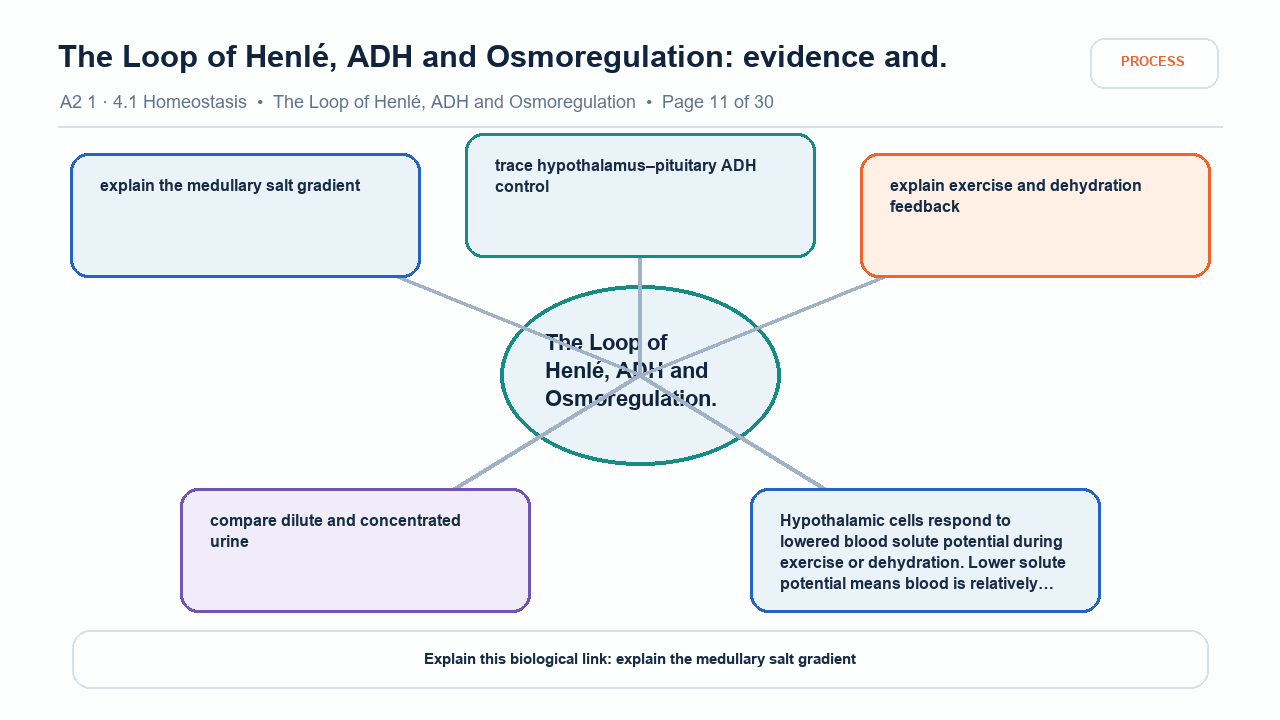 The Loop of Henlé, ADH and Osmoregulation: evidence and.
PROCESS
A2 1 · 4.1 Homeostasis • The Loop of Henlé, ADH and Osmoregulation • Page 11 of 30
explain the medullary salt gradient
trace hypothalamus–pituitary ADH
control
explain exercise and dehydration
feedback
The Loop of
Henlé, ADH and
Osmoregulation.
compare dilute and concentrated
urine
Hypothalamic cells respond to
lowered blood solute potential during
exercise or dehydration. Lower solute
potential means blood is relatively…
Explain this biological link: explain the medullary salt gradient